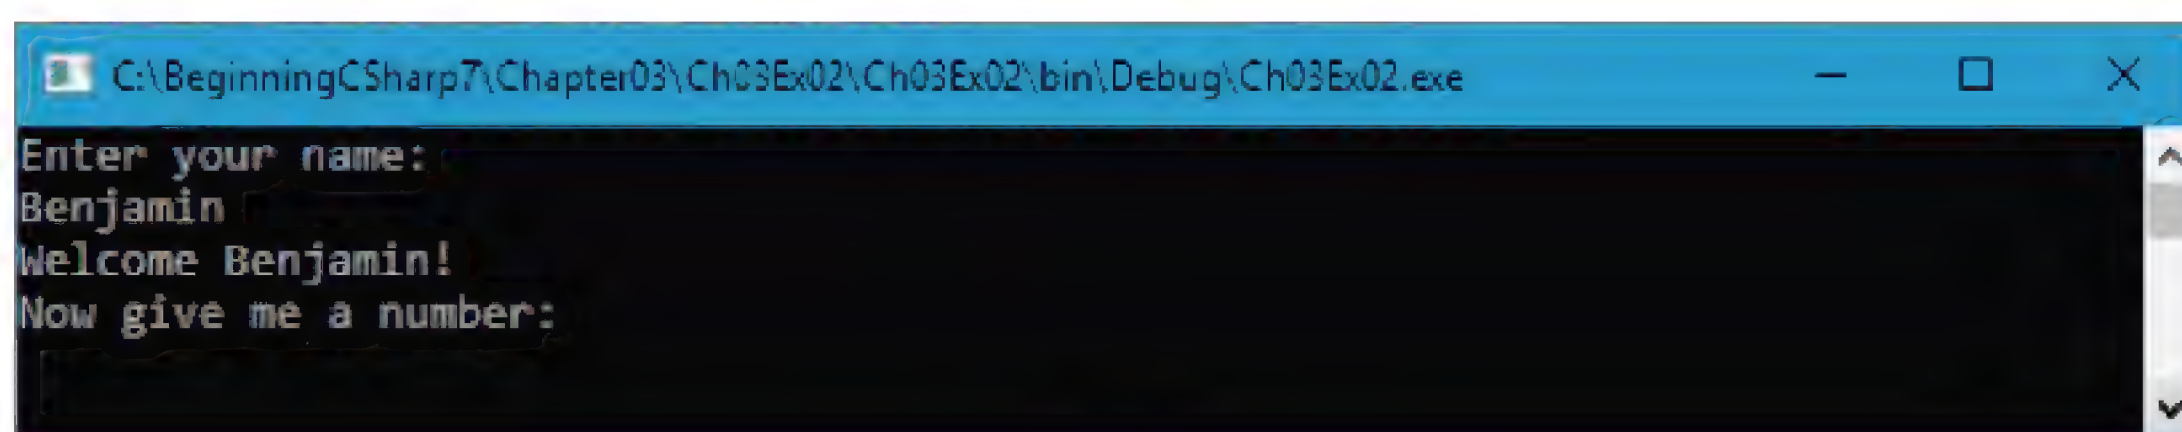 C:\BeginningCSharp7\Chapter03\Ch03Ex02\Ch03Ex02\bin\Debug\Ch03Ex02.exe
Enter your name:
Benjamin
Welcome Benjamin!
Now give me a number: